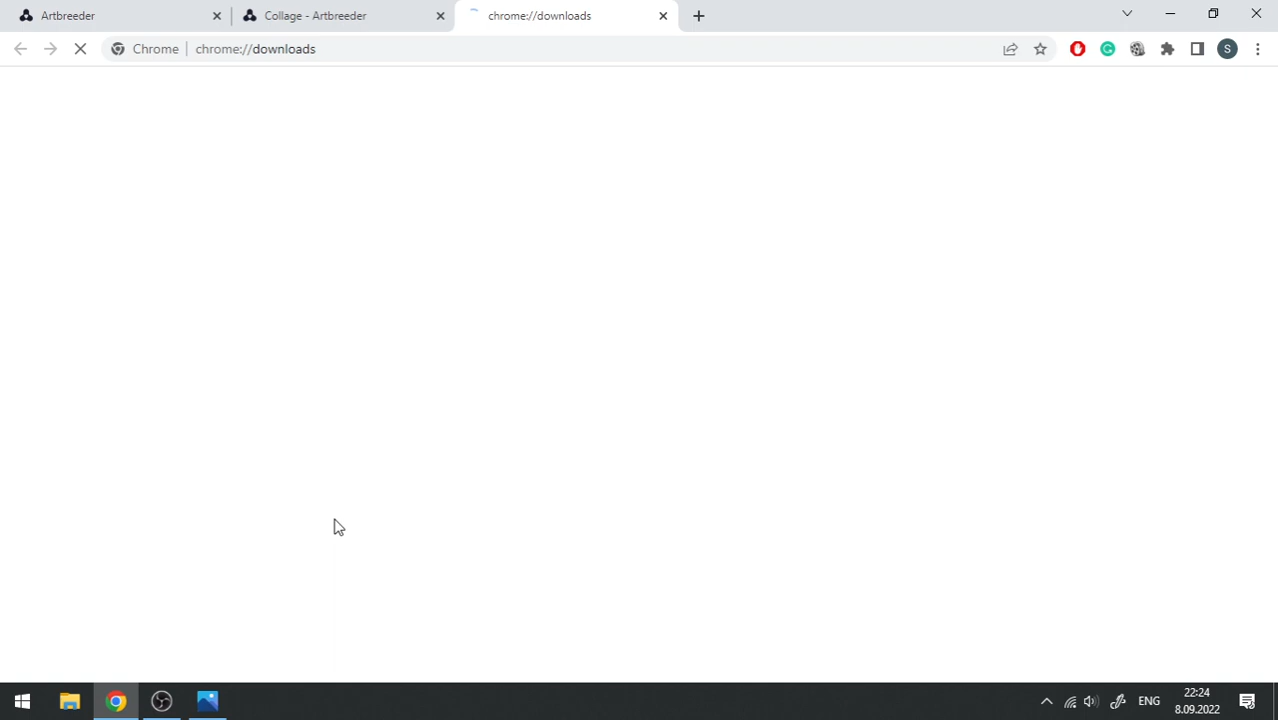 Artbreeder
Collage - Artbreeder
chrome://downloads
Chrome
chrome://downloads
S
ENG
22:24
8.09.2022